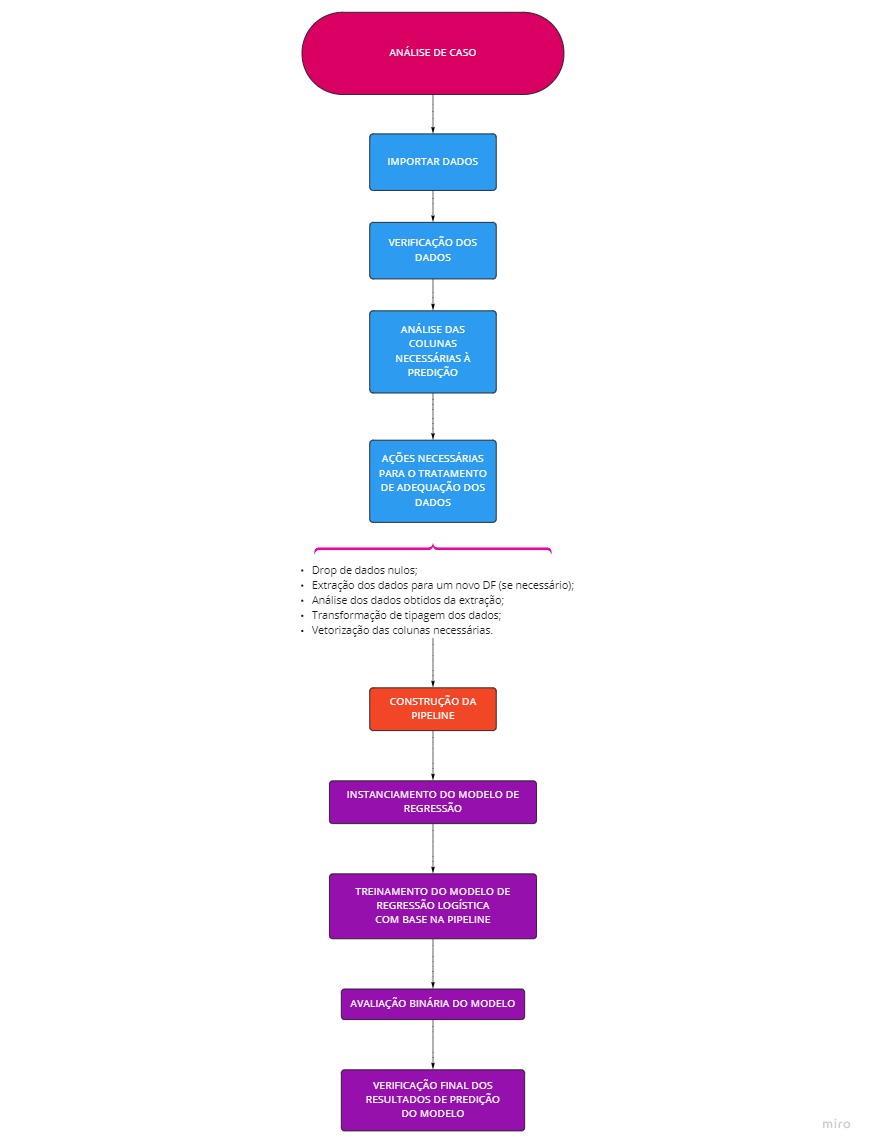 ANÁLISE DE CASO
IMPORTAR DADOS
VERIFICAÇÃO DOS
DADOS
ANÁLISE DAS
COLUNAS
NECESSÁRIAS À
PREDIÇÃO
AÇÕES NECESSÁRIAS
PARA O TRATAMENTO
DE ADEQUAÇÃO DOS
DADOS
• Drop de dados nulos;
• Extração dos dados para um novo DF (se necessário);
• Análise dos dados obtidos da extração;
• Transformação de tipagem dos dados;
• Vetorização das colunas necessárias.
CONSTRUÇÃO DA
PIPELINE
INSTANCIAMENTO DO MODELO DE
REGRESSÃO
TREINAMENTO DO MODELO DE
REGRESSÃO LOGÍSTICA
COM BASE NA PIPELINE
AVALIAÇÃO BINÁRIA DO MODELO
VERIFICAÇÃO FINAL DOS
RESULTADOS DE PREDIÇÃO
DO MODELO
miro